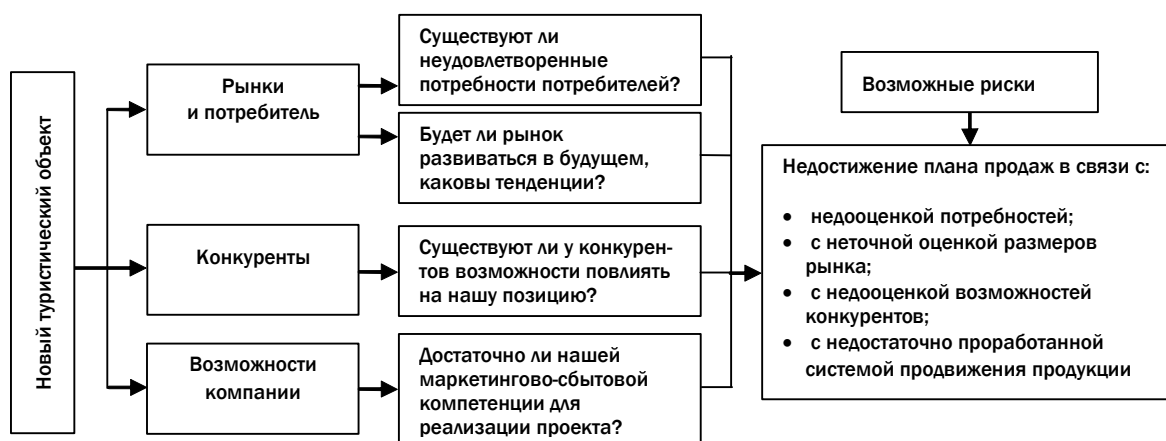 Новый туристический объект
Рынки
и потребитель
Существуют ли
неудовлетворенные
потребности потребителей?
Будет ли рынок
развиваться в будущем,
каковы тенденции?
Конкуренты
Существуют ли у конкурен-
тов возможности повлиять
на нашу позицию?
Возможности
компании
Достаточно ли нашей
маркетингово-сбытовой
компетенции для
реализации проекта?
Возможные риски
Недостижение плана продаж в связи с:
• недооценкой потребностей;
• с неточной оценкой размеров
рынка;
• с недооценкой возможностей
конкурентов;
• с недостаточно проработанной
системой продвижения продукции